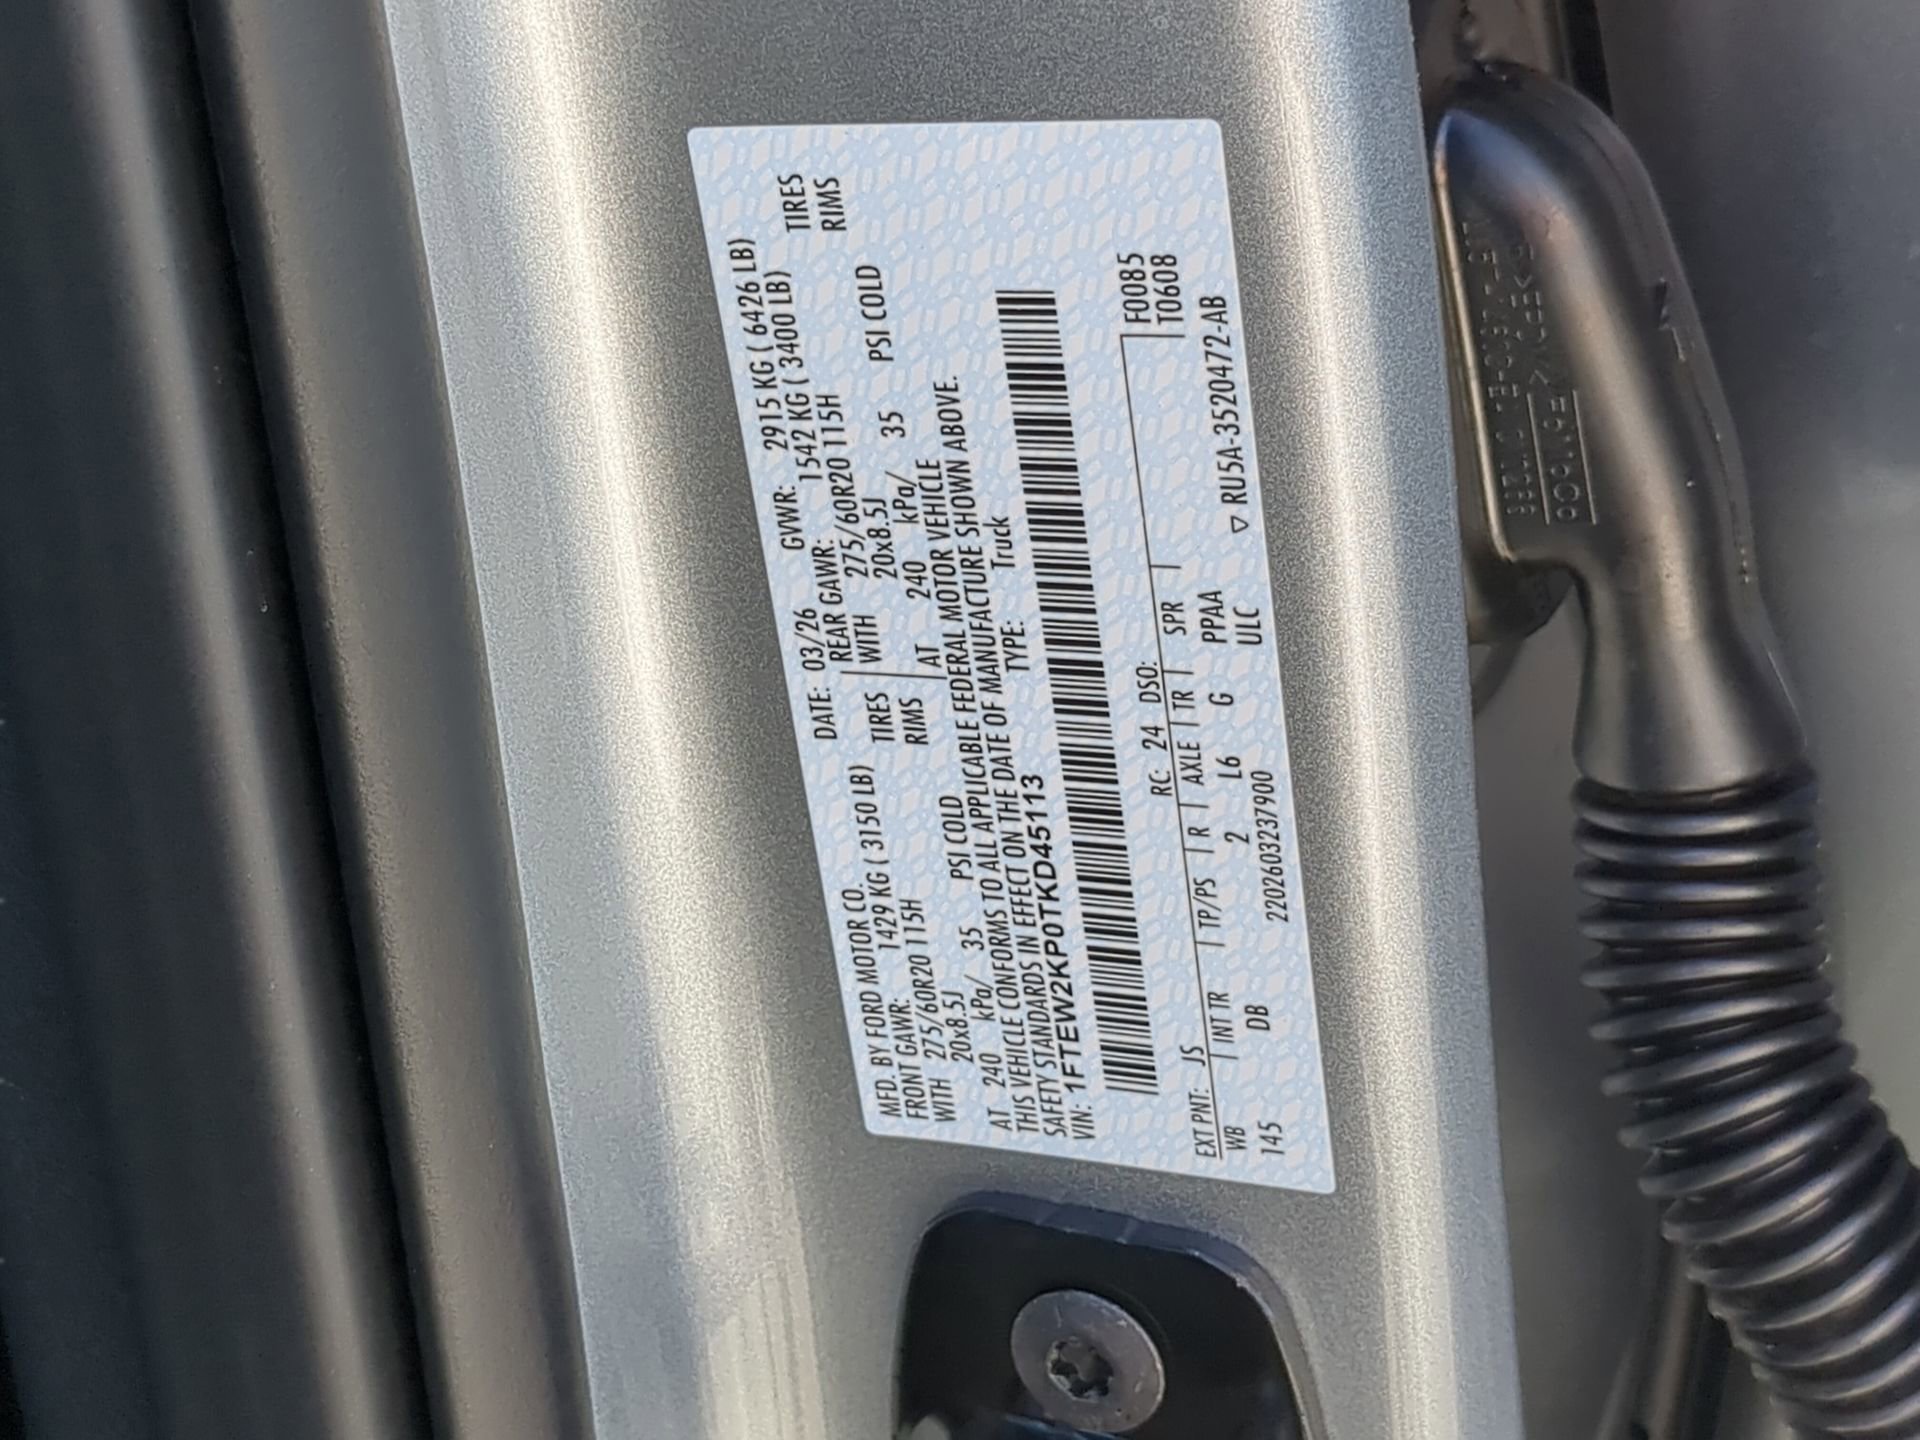 MFD. BY FORD MOTOR CO.
DATE: 03/26 GVWR: 2915 KG ( 6426 LB)
FRONT GAWR: 1429 KG ( 3150 LB) REAR GAWR: 1542 KG ( 3400 LB)
WITH 275/60R20 115H TIRES WITH 275/60R20 115H TIRES
20x8.5J RIMS 20x8.5J RIMS
AT 240 kPa/ 35 PSI COLD AT 240 kPa/ 35 PSI COLD
THIS VEHICLE CONFORMS TO ALL APPLICABLE FEDERAL MOTOR VEHICLE
SAFETY STANDARDS IN EFFECT ON THE DATE OF MANUFACTURE SHOWN ABOVE.
VIN: 1FTEW2KP0TKD45113 TYPE: Truck
F0085
EXT PNT: JS RC: 24 DSO: T0608
WB INT TR TP/PS R AXLE TR SPR
145 DB 2 L6 G PPAA
ULC
2202603237900 ▽ RU5A-3520472-AB